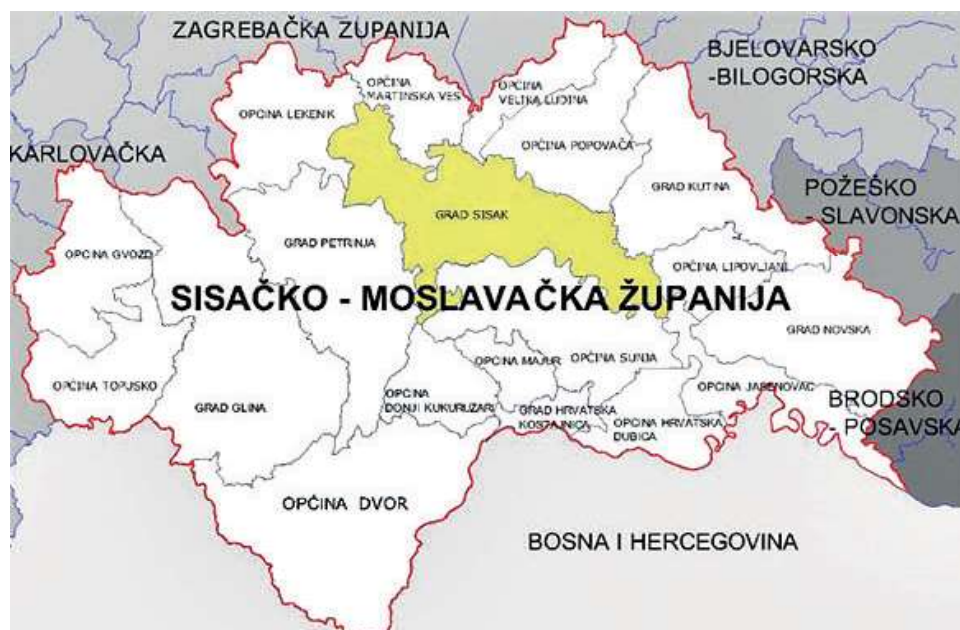 ZAGREBAČKA ŽUPANIJA
BJELOVARSKO
-BILOGORSKA
OPĆINA
MARTINSKA VES
OPĆINA
VELIKA LUDINA
OPĆINA LEKENIK
OPĆINA POPOVAČA
KARLOVAČKA
GRAD KUTINA
POŽEŠKO
- SLAVONSKA
GRAD SISAK
GRAD PETRINJA
OPĆINA GVOZD
OPĆINA LIPOVLJANI
SISAČKO - MOSLAVAČKA ŽUPANIJA
GRAD NOVSKA
OPĆINA MAJUR
OPĆINA SUNJA
OPĆINA TOPUSKO
GRAD GLINA
OPĆINA
DONJI KUKURUZARI
OPĆINA JASENOVAC
BRODSKO
- POSAVSKA
GRAD HRVATSKA
KOSTAJNICA
OPĆINA HRVATSKA
DUBICA
OPĆINA DVOR
BOSNA I HERCEGOVINA